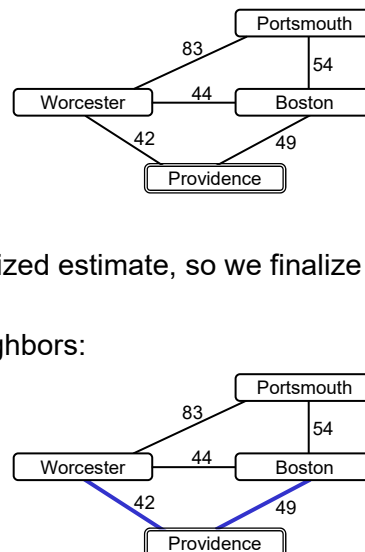 Portsmouth
83
54
Worcester
44
Boston
42
49
Providence
ized estimate, so we finalize
ghbors:
Portsmouth
83
54
Worcester
44
Boston
42
49
Providence